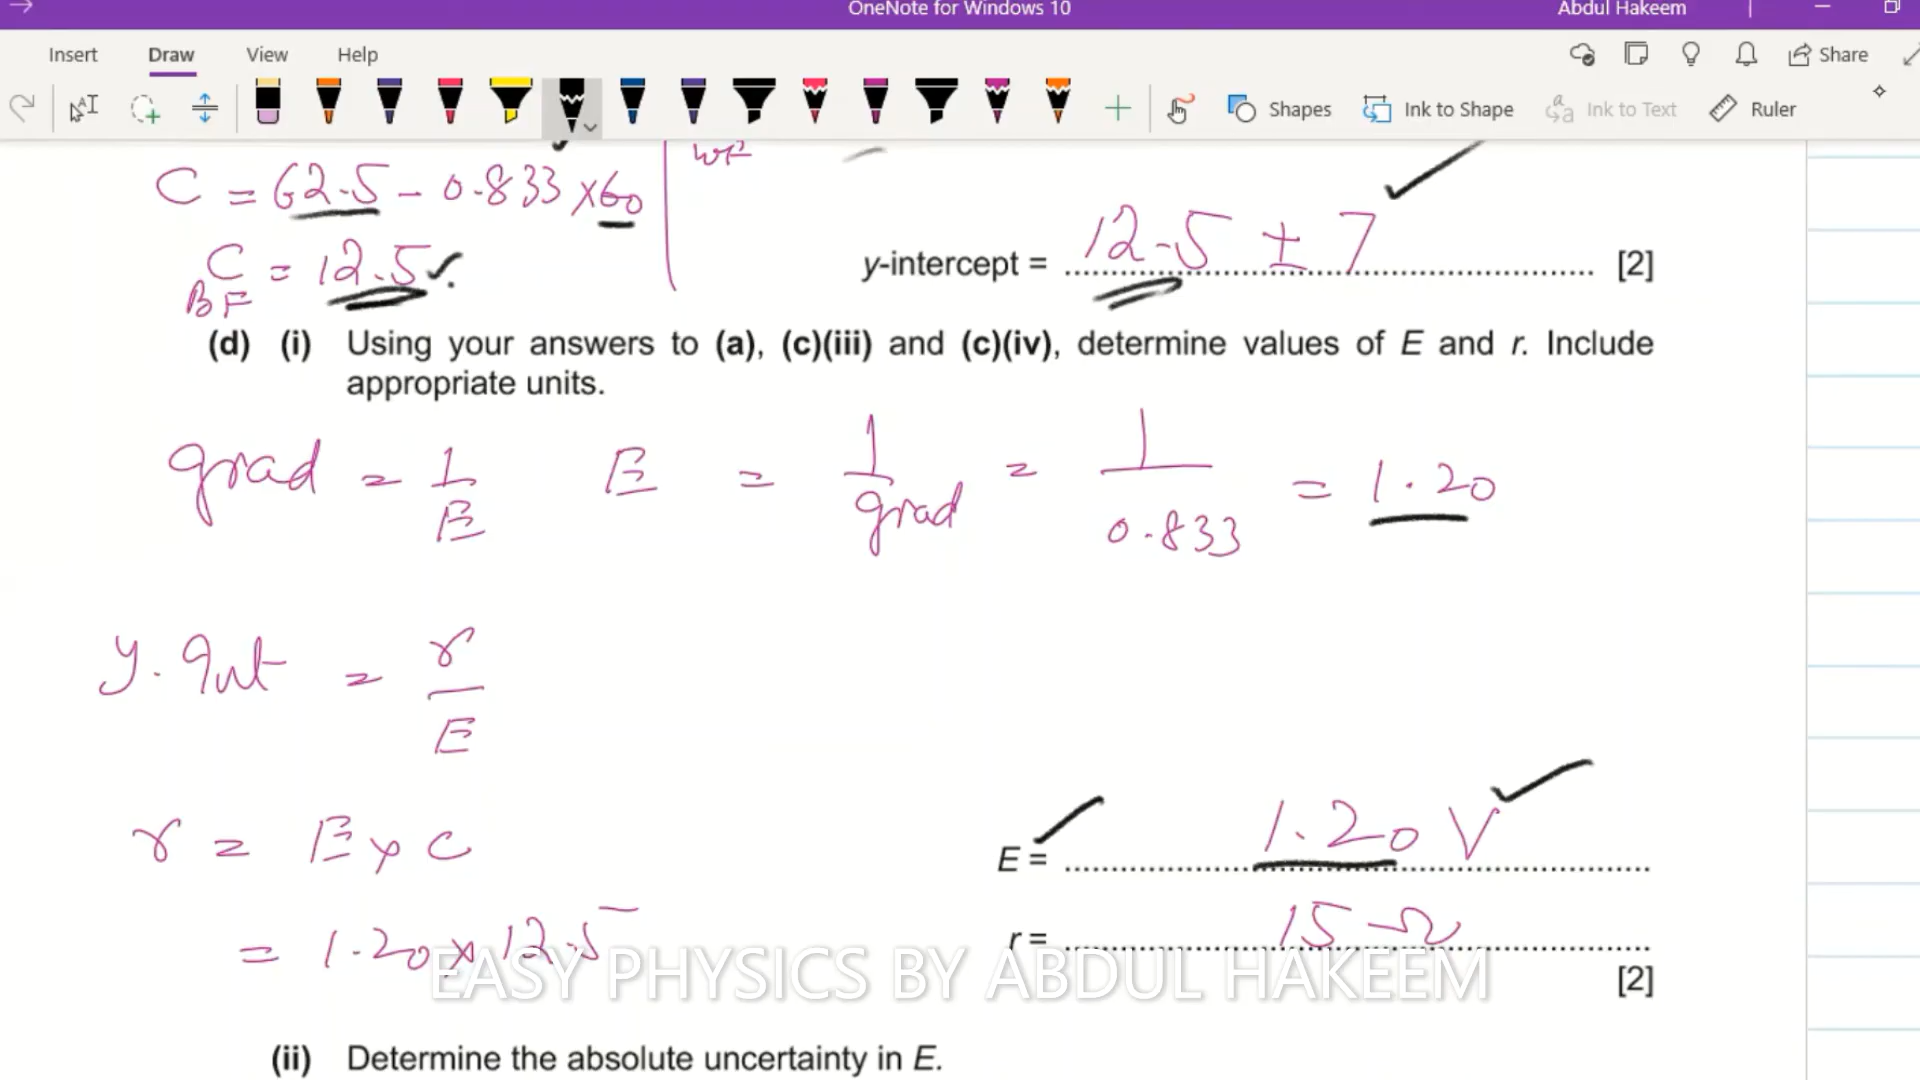 OneNote for Windows 10
Abdul Hakeem
Insert Draw View Help
Share
Shapes Ink to Shape Ink to Text Ruler
WF
C = 62.5 - 0.833 × 60
C = 12.5
BF
y-intercept = 12.5 ± 7 [2]
(d) (i) Using your answers to (a), (c)(iii) and (c)(iv), determine values of E and r. Include
appropriate units.
grad = 1/E E = 1/grad = 1/0.833 = 1.20
y. Int = r/E
r = E × C
= 1.20 × 12.5
E = 1.20 V
r = 15 Ω
[2]
EASY PHYSICS BY ABDUL HAKEEM
(ii) Determine the absolute uncertainty in E.